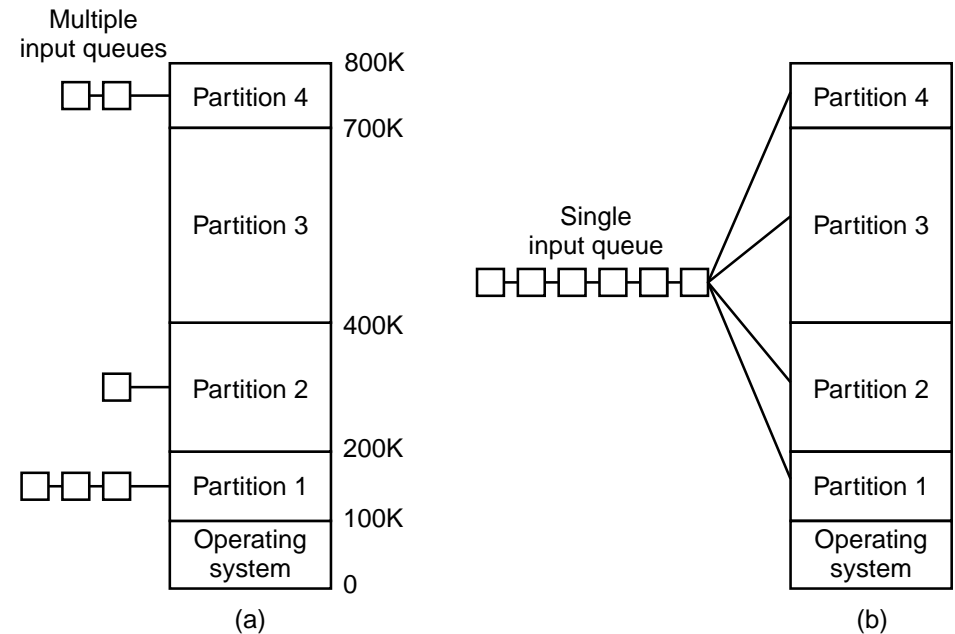 Multiple
input queues
800K
Partition 4
700K
Partition 3
400K
Partition 2
200K
Partition 1
100K
Operating
system
0
(a)
Single
input queue
Partition 4
Partition 3
Partition 2
Partition 1
Operating
system
(b)